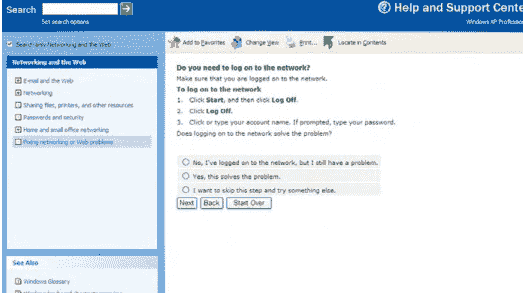 Search
Set search options
Help and Support Cente
Windows XP Professio
Search only Networking and the Web
Add to Favorites
Change View
Print...
Locate in Contents
Networking and the Web
E-mail and the Web
Networking
Sharing files, printers, and other resources
Passwords and security
Home and small office networking
Fixing networking or Web problems
See Also
Windows Glossary
Do you need to log on to the network?
Make sure that you are logged on to the network.
To log on to the network
1. Click Start, and then click Log Off.
2. Click Log Off.
3. Click or type your account name. If prompted, type your password.
Does logging on to the network solve the problem?
No, I've logged on to the network, but I still have a problem.
Yes, this solves the problem.
I want to skip this step and try something else.
Next
Back
Start Over